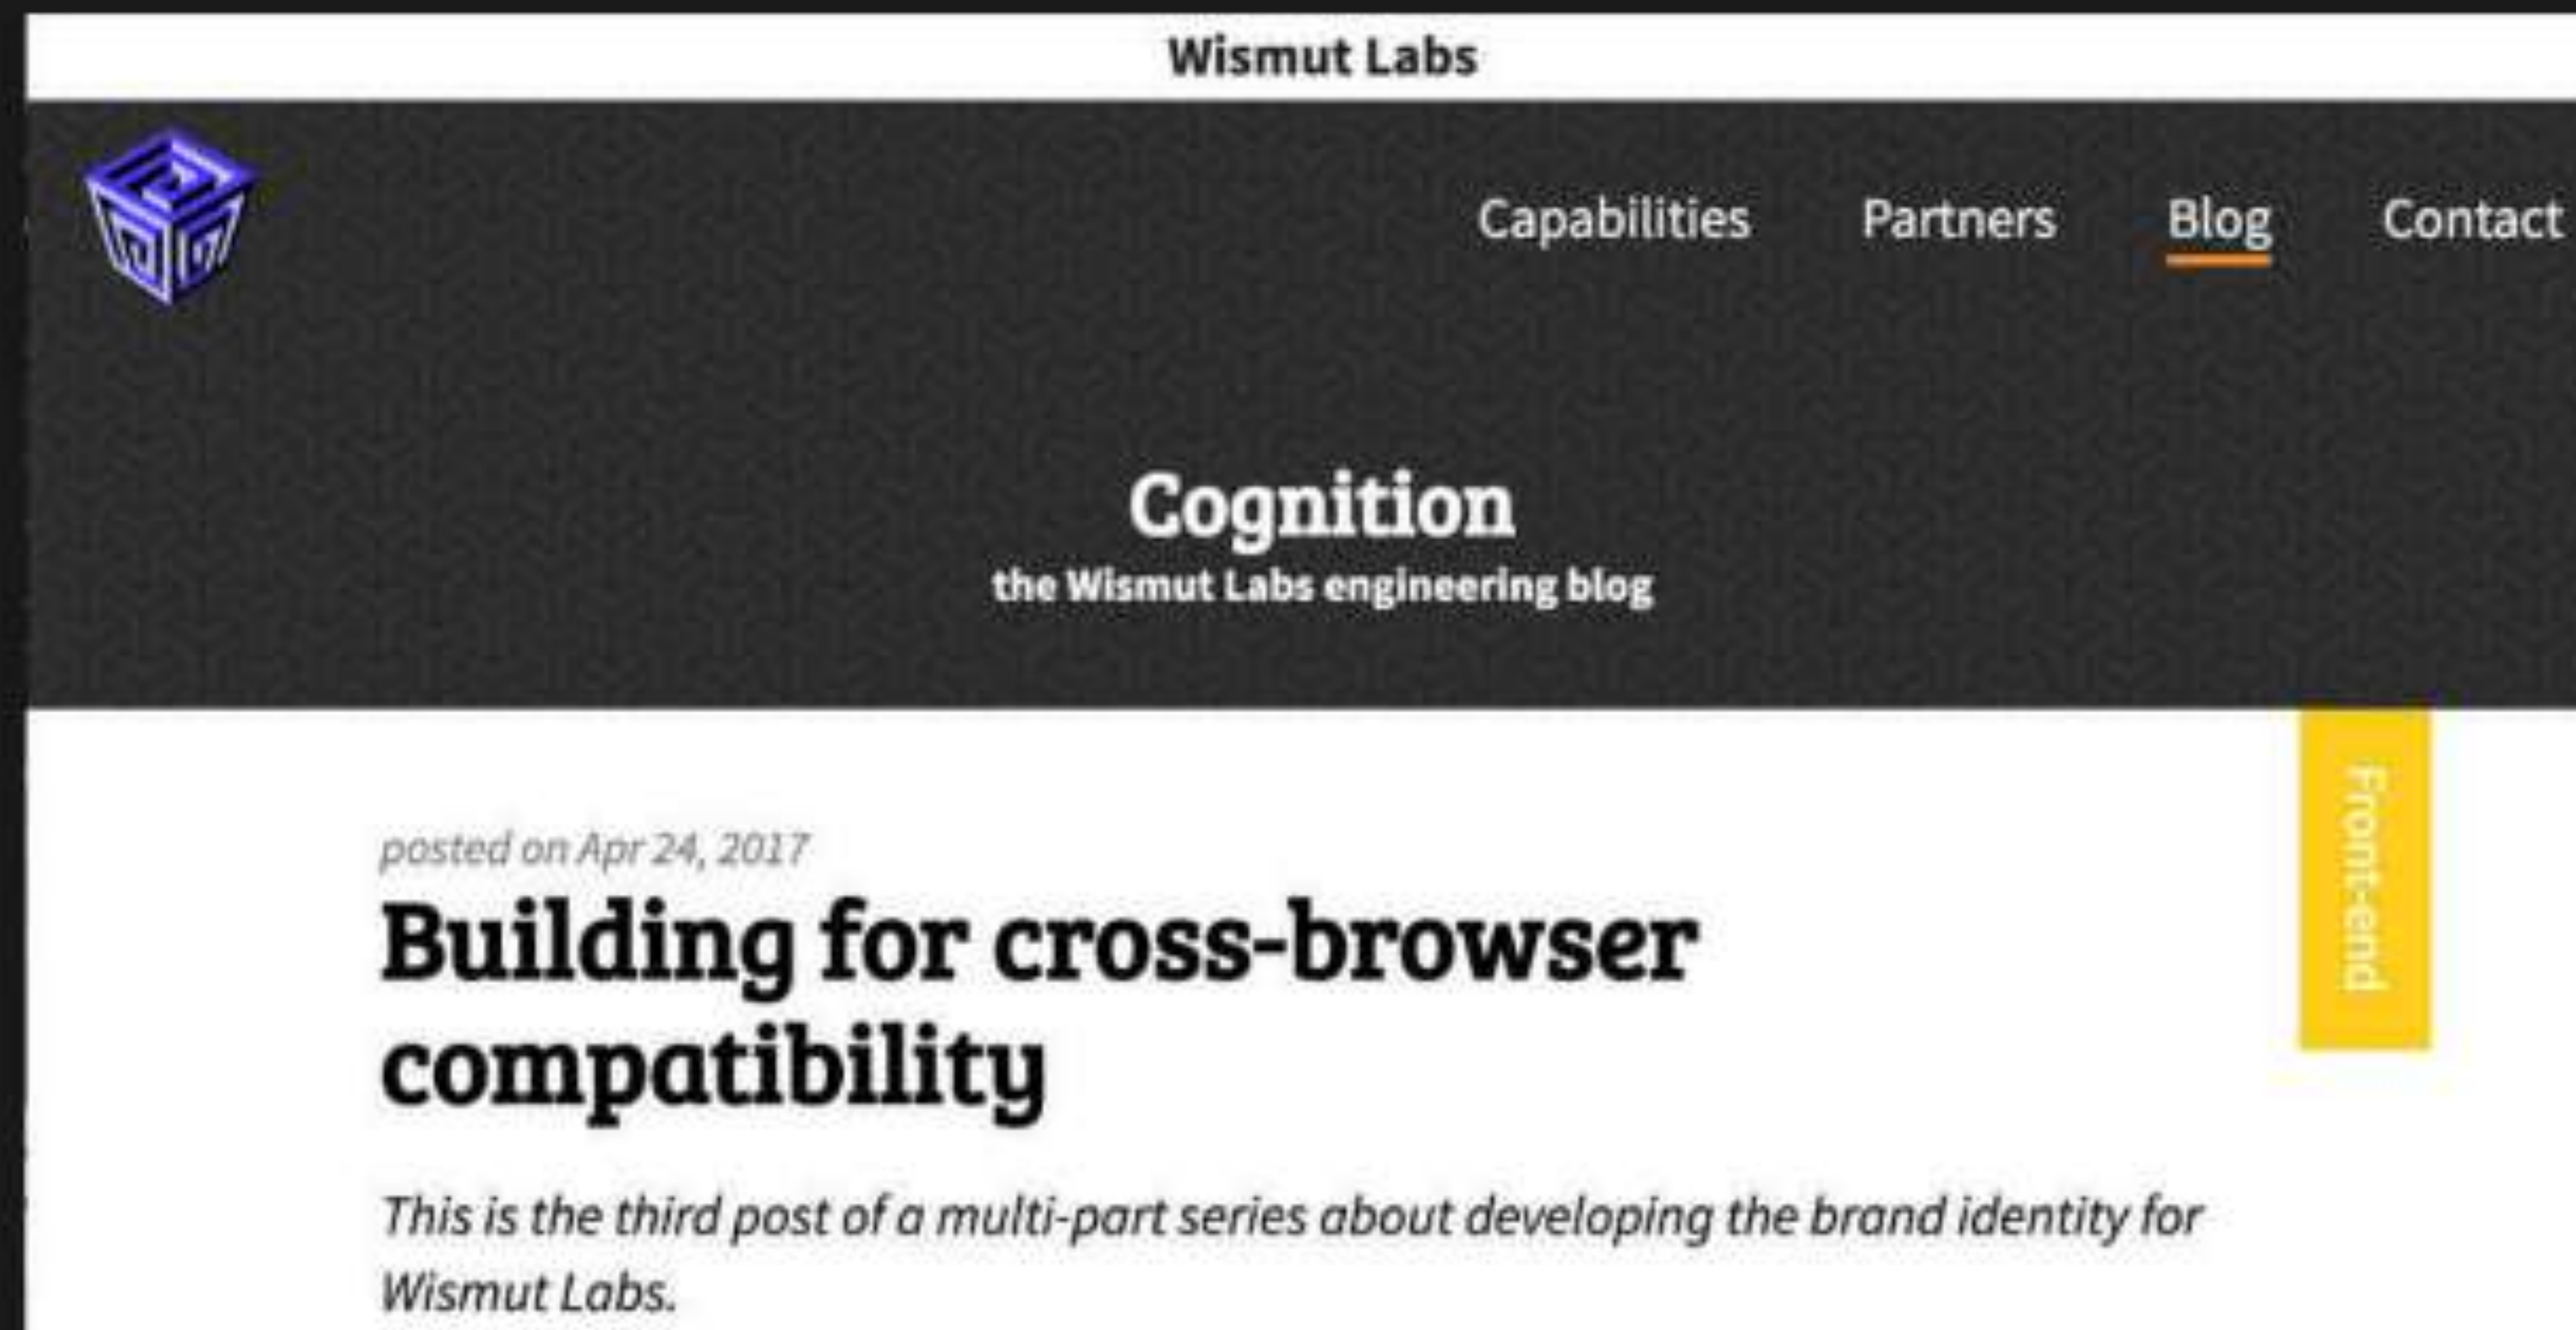 Wismut Labs
Capabilities Partners Blog Contact
Cognition
the Wismut Labs engineering blog
Front-end
posted on Apr 24, 2017
Building for cross-browser
compatibility
This is the third post of a multi-part series about developing the brand identity for
Wismut Labs.